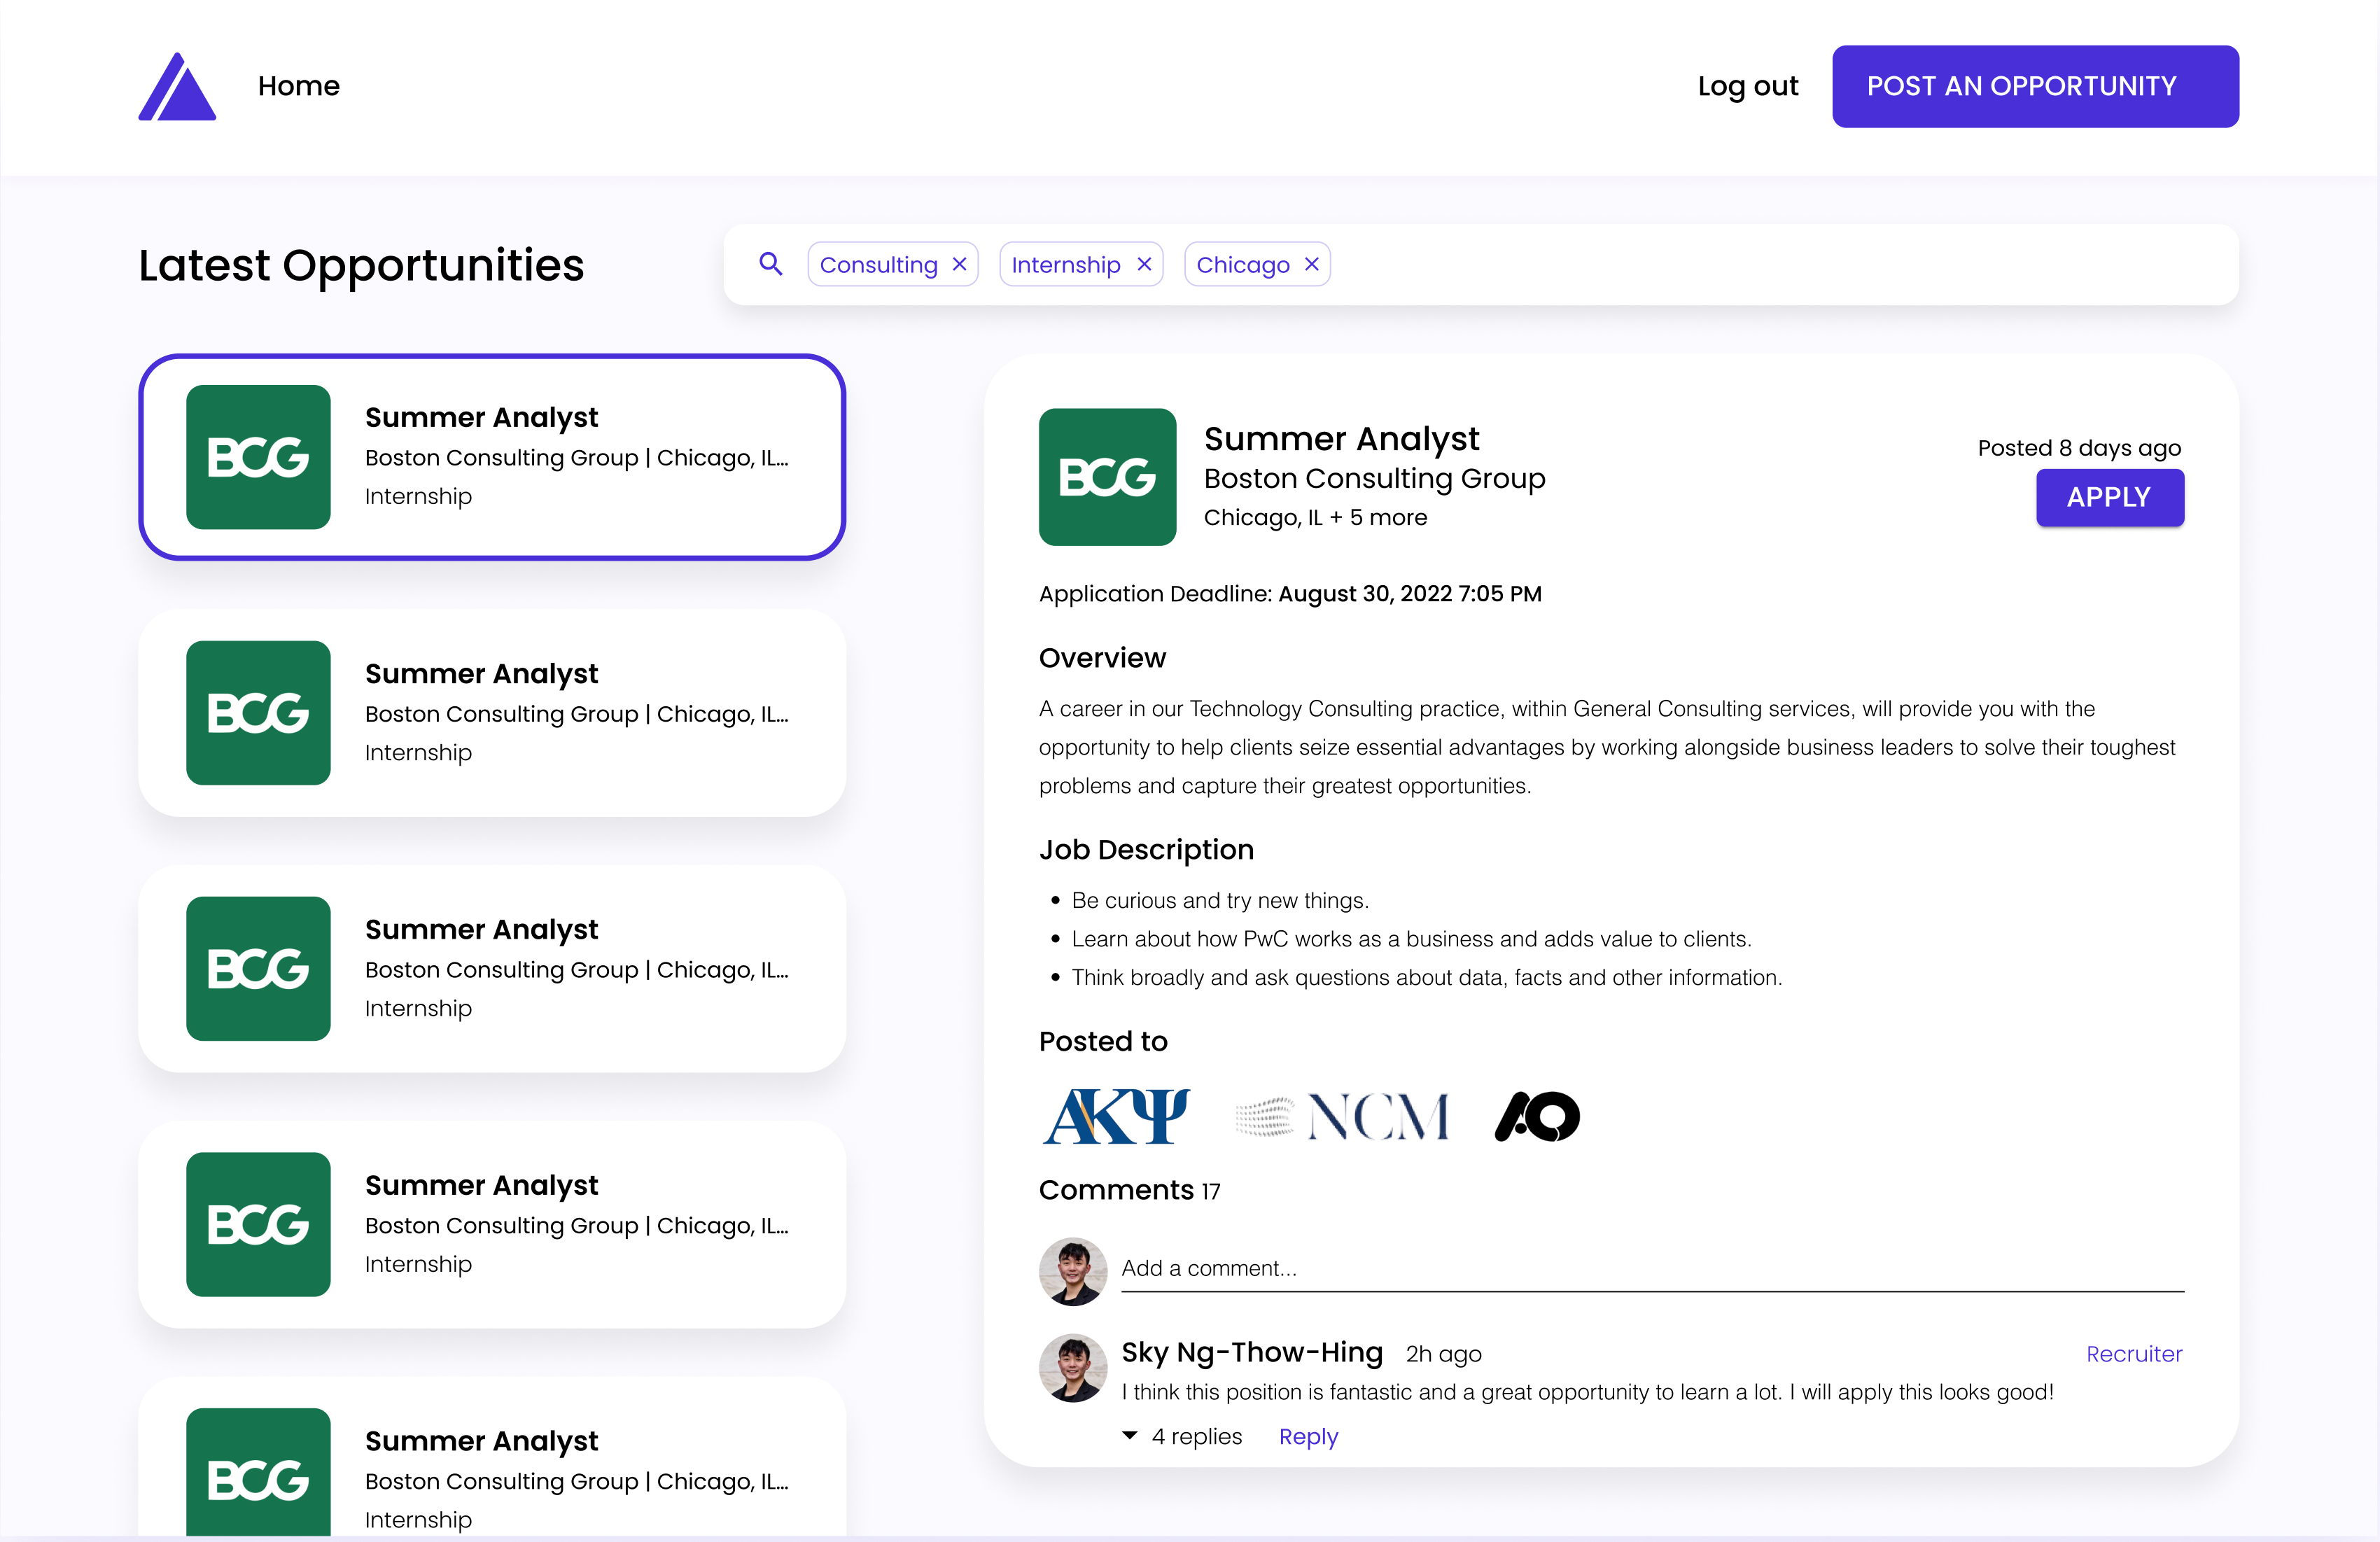 Home
Log out
POST AN OPPORTUNITY
Latest Opportunities
Consulting
Internship
Chicago
BCG
Summer Analyst
Boston Consulting Group | Chicago, IL...
Internship
BCG
Summer Analyst
Boston Consulting Group | Chicago, IL...
Internship
BCG
Summer Analyst
Boston Consulting Group | Chicago, IL...
Internship
BCG
Summer Analyst
Boston Consulting Group | Chicago, IL...
Internship
BCG
Summer Analyst
Boston Consulting Group | Chicago, IL...
Internship
BCG
Summer Analyst
Boston Consulting Group
Chicago, IL + 5 more
Posted 8 days ago
APPLY
Application Deadline: August 30, 2022 7:05 PM
Overview
A career in our Technology Consulting practice, within General Consulting services, will provide you with the
opportunity to help clients seize essential advantages by working alongside business leaders to solve their toughest
problems and capture their greatest opportunities.
Job Description
• Be curious and try new things.
• Learn about how PwC works as a business and adds value to clients.
• Think broadly and ask questions about data, facts and other information.
Posted to
ΑΚΨ
NCM
AO
Comments 17
Add a comment...
Sky Ng-Thow-Hing 2h ago
Recruiter
I think this position is fantastic and a great opportunity to learn a lot. I will apply this looks good!
4 replies
Reply